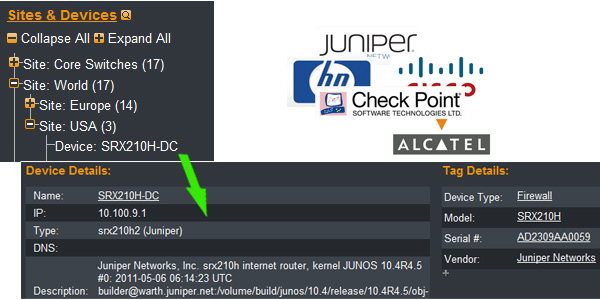 Sites & Devices
Collapse All Expand All
Site: Core Switches (17)
Site: World (17)
Site: Europe (14)
Site: USA (3)
Device: SRX210H-DC
JUNIPER
hp
CISCO
Check Point
SOFTWARE TECHNOLOGIES LTD.
ALCATEL
Device Details:
Name: SRX210H-DC
IP: 10.100.9.1
Type: srx210h2 (Juniper)
DNS:
Juniper Networks, Inc. srx210h internet router, kernel JUNOS 10.4R4.5
#0: 2011-05-06 06:14:23 UTC
Description: builder@warth.juniper.net:/volume/build/junos/10.4/release/10.4R4.5/obj-
Tag Details:
Device Type: Firewall
Model: SRX210H
Serial #: AD2309AA0059
Vendor: Juniper Networks